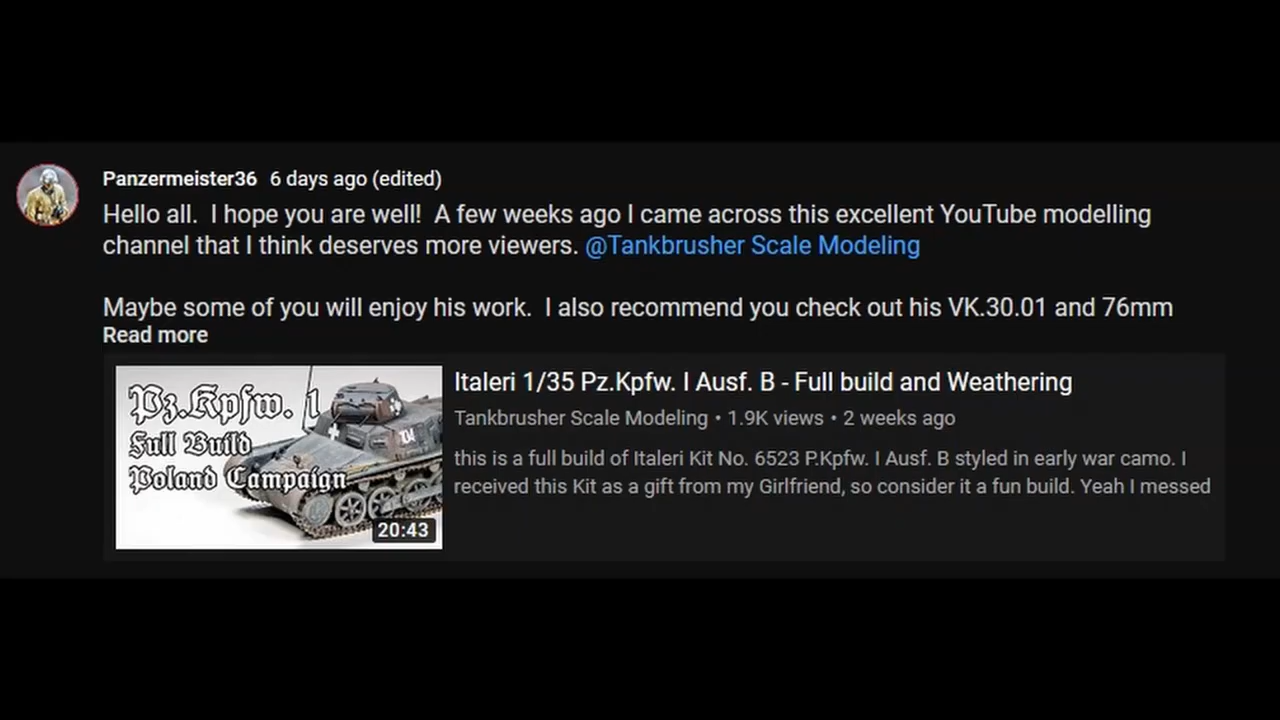 Panzermeister36 6 days ago (edited)
Hello all. I hope you are well! A few weeks ago I came across this excellent YouTube modelling
channel that I think deserves more viewers. @Tankbrusher Scale Modeling
Maybe some of you will enjoy his work. I also recommend you check out his VK.30.01 and 76mm
Read more
Pz.Kpfw. 1
Full Build
Poland Campaign
20:43
Italeri 1/35 Pz.Kpfw. I Ausf. B - Full build and Weathering
Tankbrusher Scale Modeling • 1.9K views • 2 weeks ago
this is a full build of Italeri Kit No. 6523 P.Kpfw. I Ausf. B styled in early war camo. I
received this Kit as a gift from my Girlfriend, so consider it a fun build. Yeah I messed